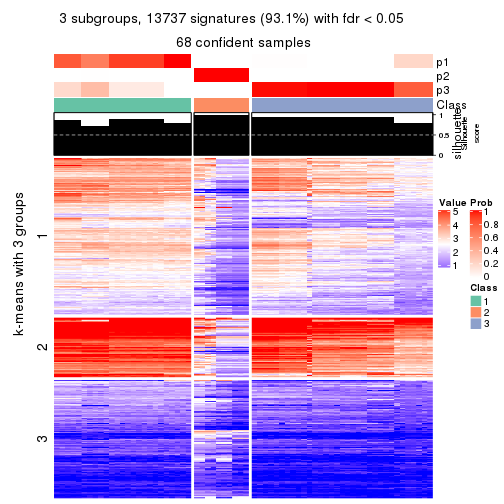 3 subgroups, 13737 signatures (93.1%) with fdr < 0.05
68 confident samples
p1
p2
p3
Class
1
0.5
0
silhouette
Silhouette
score
k-means with 3 groups
1
2
3
Value
5
4
3
2
1
Prob
1
0.8
0.6
0.4
0.2
0
Class
1
2
3